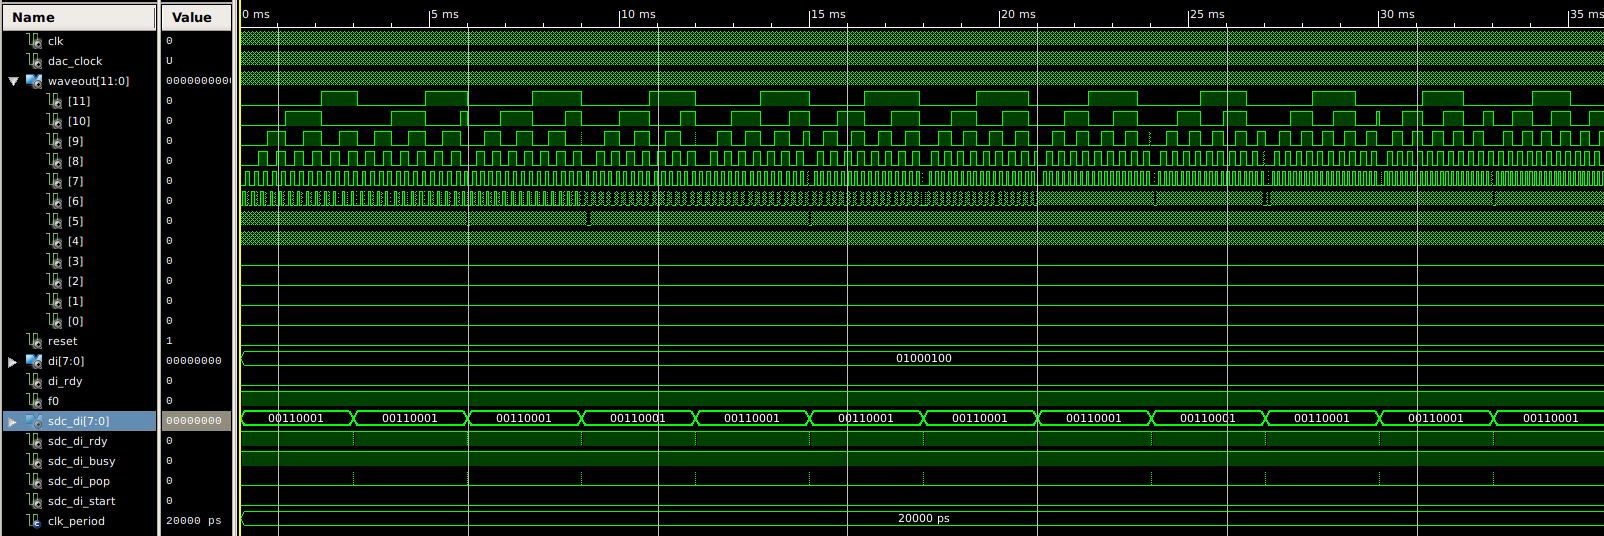 Name Value 0 ms 5 ms 10 ms 15 ms 20 ms 25 ms 30 ms 35 ms
clk 0
dac_clock U
waveout[11:0] 0000000000
[11] 0
[10] 0
[9] 0
[8] 0
[7] 0
[6] 0
[5] 0
[4] 0
[3] 0
[2] 0
[1] 0
[0] 0
reset 1
di[7:0] 00000000 01000100
di_rdy 0
f0 0
sdc_di[7:0] 00000000 00110001 00110001 00110001 00110001 00110001 00110001 00110001 00110001 00110001 00110001 00110001 00110001
sdc_di_rdy 0
sdc_di_busy 0
sdc_di_pop 0
sdc_di_start 0
clk_period 20000 ps 20000 ps